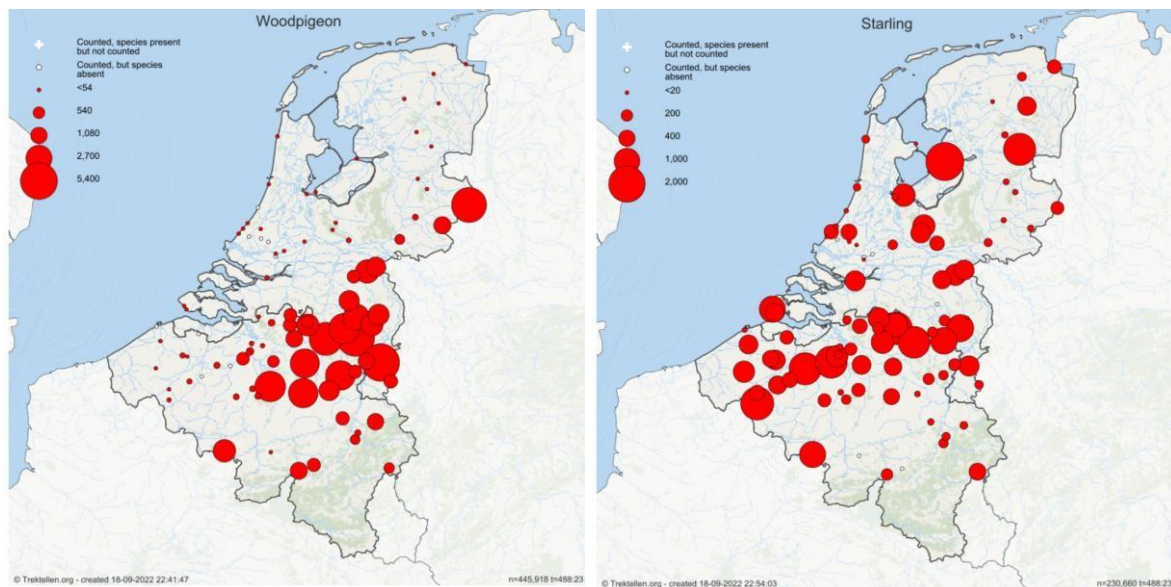 Woodpigeon
Counted, species present
but not counted
Counted, but species
absent
<54
540
1,080
2,700
5,400
© Trektellen.org - created 18-09-2022 22:41:47
n=445,918 t=488:23
Starling
Counted, species present
but not counted
Counted, but species
absent
<20
200
400
1,000
2,000
© Trektellen.org - created 18-09-2022 22:54:03
n=230,660 t=488:23